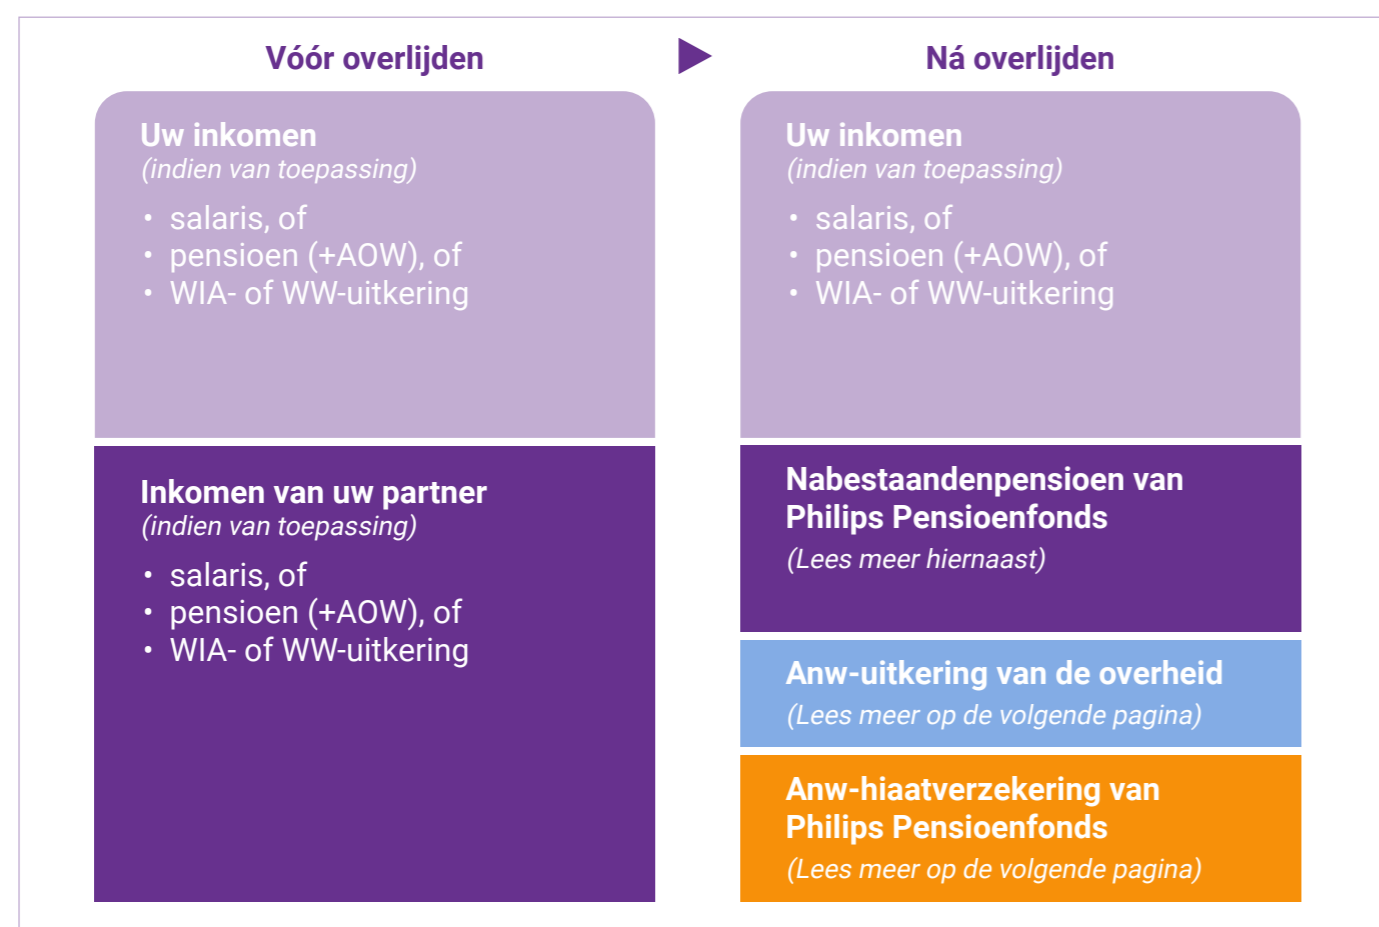 Vóór overlijden
Uw inkomen
(indien van toepassing)
• salaris, of
• pensioen (+AOW), of
• WIA- of WW-uitkering
Inkomen van uw partner
(indien van toepassing)
• salaris, of
• pensioen (+AOW), of
• WIA- of WW-uitkering
Ná overlijden
Uw inkomen
(indien van toepassing)
• salaris, of
• pensioen (+AOW), of
• WIA- of WW-uitkering
Nabestaandenpensioen van
Philips Pensioenfonds
(Lees meer hiernaast)
Anw-uitkering van de overheid
(Lees meer op de volgende pagina)
Anw-hiaatverzekering van
Philips Pensioenfonds
(Lees meer op de volgende pagina)